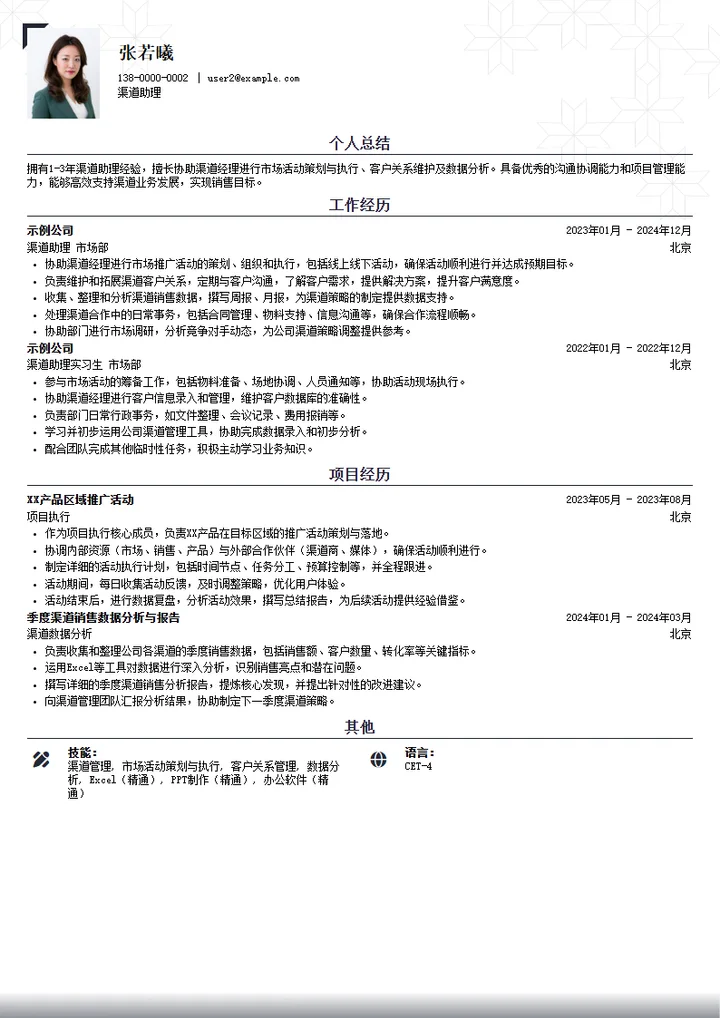 张若曦
138-0000-0002 | user2@example.com
渠道助理
个人总结
拥有1-3年渠道助理经验，擅长协助渠道经理进行市场活动策划与执行、客户关系维护及数据分析。具备优秀的沟通协调能力和项目管理能
力，能够高效支持渠道业务发展，实现销售目标。
工作经历
示例公司 2023年01月 - 2024年12月
渠道助理 市场部 北京
• 协助渠道经理进行市场推广活动的策划、组织和执行，包括线上线下活动，确保活动顺利进行并达成预期目标。
• 负责维护和拓展渠道客户关系，定期与客户沟通，了解客户需求，提供解决方案，提升客户满意度。
• 收集、整理和分析渠道销售数据，撰写周报、月报，为渠道策略的制定提供数据支持。
• 处理渠道合作中的日常事务，包括合同管理、物料支持、信息沟通等，确保合作流程顺畅。
• 协助部门进行市场调研，分析竞争对手动态，为公司渠道策略调整提供参考。
示例公司 2022年01月 - 2022年12月
渠道助理实习生 市场部 北京
• 参与市场活动的筹备工作，包括物料准备、场地协调、人员通知等，协助活动现场执行。
• 协助渠道经理进行客户信息录入和管理，维护客户数据库的准确性。
• 负责部门日常行政事务，如文件整理、会议记录、费用报销等。
• 学习并初步运用公司渠道管理工具，协助完成数据录入和初步分析。
• 配合团队完成其他临时性任务，积极主动学习业务知识。
项目经历
XX产品区域推广活动 2023年05月 - 2023年08月
项目执行 北京
• 作为项目执行核心成员，负责XX产品在目标区域的推广活动策划与落地。
• 协调内部资源（市场、销售、产品）与外部合作伙伴（渠道商、媒体），确保活动顺利进行。
• 制定详细的活动执行计划，包括时间节点、任务分工、预算控制等，并全程跟进。
• 活动期间，每日收集活动反馈，及时调整策略，优化用户体验。
• 活动结束后，进行数据复盘，分析活动效果，撰写总结报告，为后续活动提供经验借鉴。
季度渠道销售数据分析与报告 2024年01月 - 2024年03月
渠道数据分析 北京
• 负责收集和整理公司各渠道的季度销售数据，包括销售额、客户数量、转化率等关键指标。
• 运用Excel等工具对数据进行深入分析，识别销售亮点和潜在问题。
• 撰写详细的季度渠道销售分析报告，提炼核心发现，并提出针对性的改进建议。
• 向渠道管理团队汇报分析结果，协助制定下一季度渠道策略。
其他
技能：
渠道管理, 市场活动策划与执行, 客户关系管理, 数据分
析, Excel（精通）, PPT制作（精通）, 办公软件（精
通）
语言：
CET-4